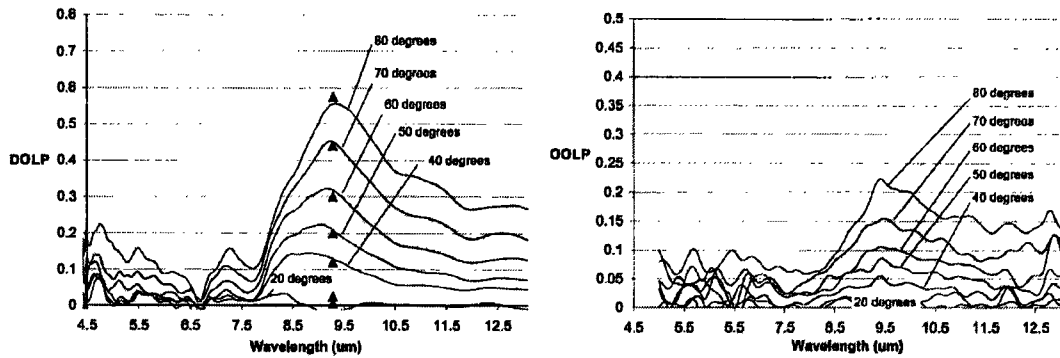 0.8
0.7
0.6
0.5
0.4
0.3
0.2
0.1
0
DOLP
80 degrees
70 degrees
60 degrees
50 degrees
40 degrees
20 degrees
4.5 5.5 6.5 7.5 8.5 9.5 10.5 11.5 12.5
Wavelength (um)
0.5
0.45
0.4
0.35
0.3
0.25
0.2
0.15
0.1
0.05
0
OOLP
80 degrees
70 degrees
60 degrees
50 degrees
40 degrees
20 degrees
4.5 5.5 6.5 7.5 8.5 9.5 10.5 11.5 12.5
Wavelength (um)